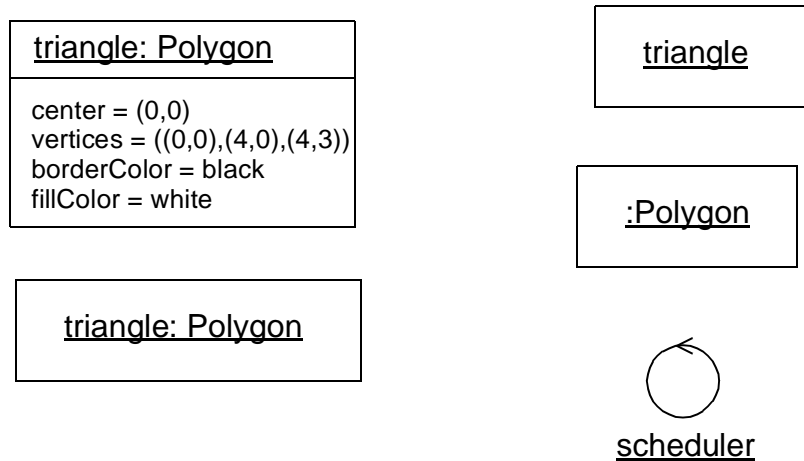 triangle: Polygon
center = (0,0)
vertices = ((0,0),(4,0),(4,3))
borderColor = black
fillColor = white
triangle: Polygon
triangle
:Polygon
scheduler